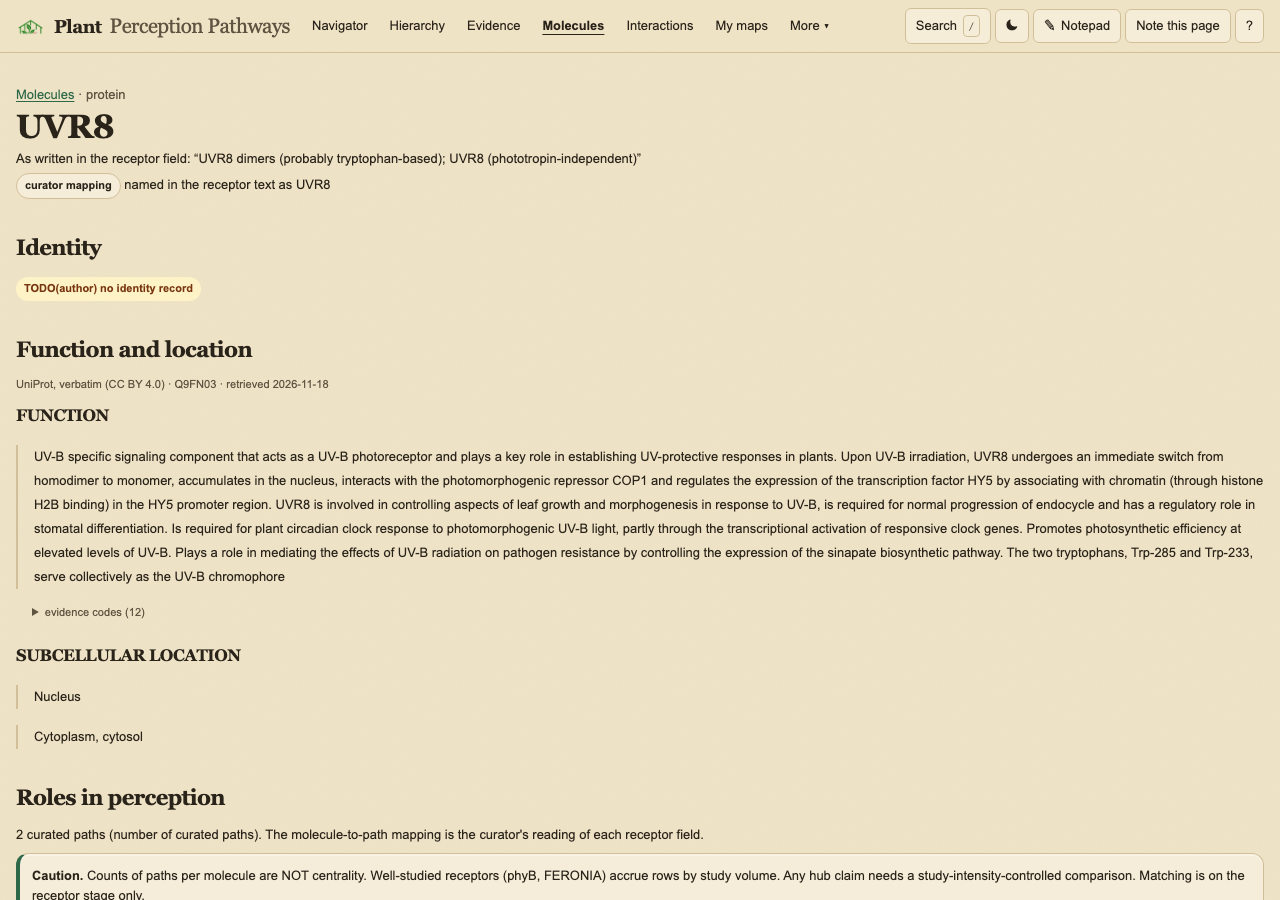 Plant Perception Pathways Navigator Hierarchy Evidence Molecules Interactions My maps More ▾ Search / ✎ Notepad Note this page ?
Molecules · protein
UVR8
As written in the receptor field: “UVR8 dimers (probably tryptophan-based); UVR8 (phototropin-independent)”
curator mapping named in the receptor text as UVR8
Identity
TODO(author) no identity record
Function and location
UniProt, verbatim (CC BY 4.0) · Q9FN03 · retrieved 2026-11-18
FUNCTION
UV-B specific signaling component that acts as a UV-B photoreceptor and plays a key role in establishing UV-protective responses in plants. Upon UV-B irradiation, UVR8 undergoes an immediate switch from
homodimer to monomer, accumulates in the nucleus, interacts with the photomorphogenic repressor COP1 and regulates the expression of the transcription factor HY5 by associating with chromatin (through histone
H2B binding) in the HY5 promoter region. UVR8 is involved in controlling aspects of leaf growth and morphogenesis in response to UV-B, is required for normal progression of endocycle and has a regulatory role in
stomatal differentiation. Is required for plant circadian clock response to photomorphogenic UV-B light, partly through the transcriptional activation of responsive clock genes. Promotes photosynthetic efficiency at
elevated levels of UV-B. Plays a role in mediating the effects of UV-B radiation on pathogen resistance by controlling the expression of the sinapate biosynthetic pathway. The two tryptophans, Trp-285 and Trp-233,
serve collectively as the UV-B chromophore
▶ evidence codes (12)
SUBCELLULAR LOCATION
Nucleus
Cytoplasm, cytosol
Roles in perception
2 curated paths (number of curated paths). The molecule-to-path mapping is the curator's reading of each receptor field.
Caution. Counts of paths per molecule are NOT centrality. Well-studied receptors (phyB, FERONIA) accrue rows by study volume. Any hub claim needs a study-intensity-controlled comparison. Matching is on the
receptor stage only.